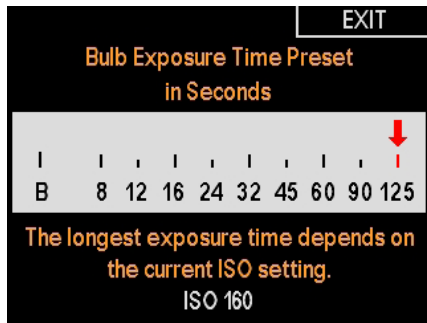 EXIT
Bulb Exposure Time Preset
in Seconds
B 8 12 16 24 32 45 60 90 125
The longest exposure time depends on
the current ISO setting.
ISO 160